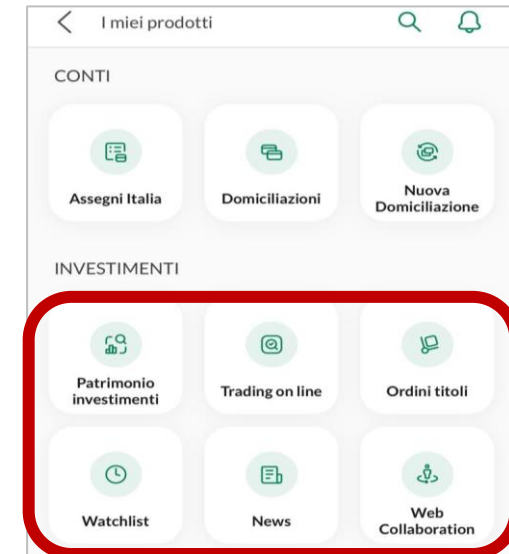 I miei prodotti
CONTI
Assegni Italia
Domiciliazioni
Nuova
Domiciliazione
INVESTIMENTI
Patrimonio
investimenti
Trading on line
Ordini titoli
Watchlist
News
Web
Collaboration